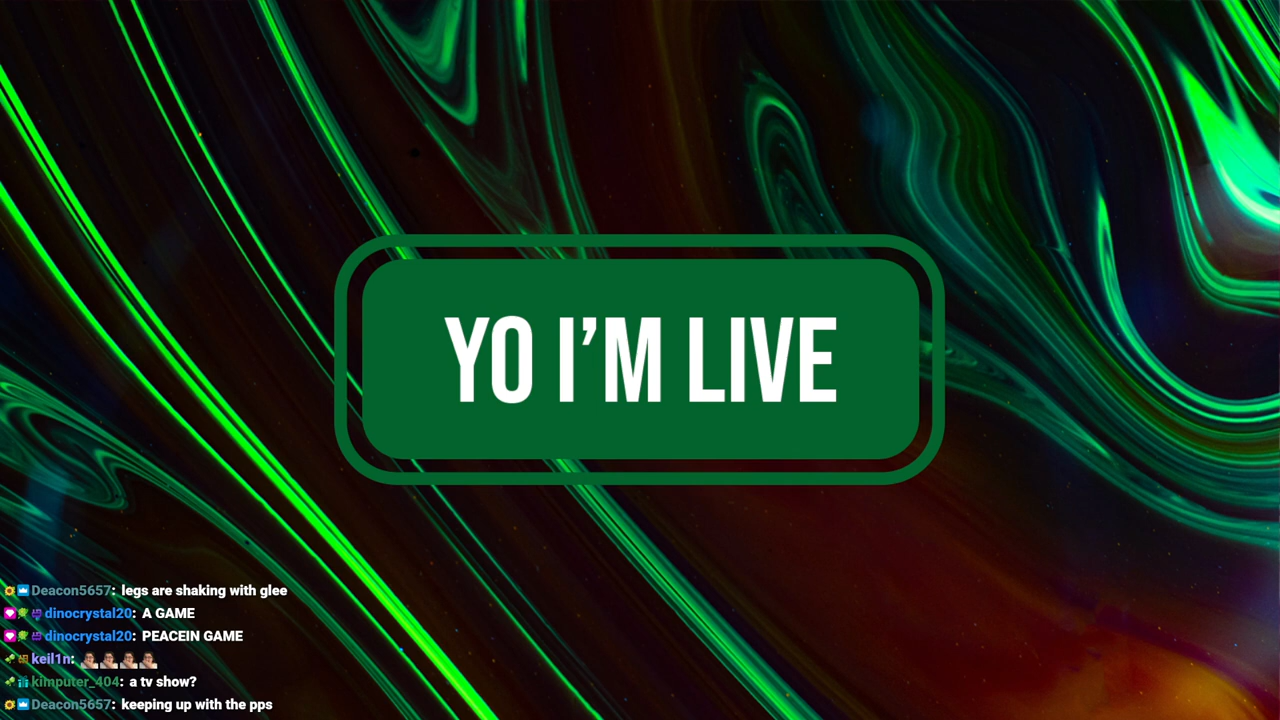 YO I’M LIVE
Deacon5657: legs are shaking with glee
dinocrystal20: A GAME
dinocrystal20: PEACEIN GAME
keil1n:
kimputer_404: a tv show?
Deacon5657: keeping up with the pps